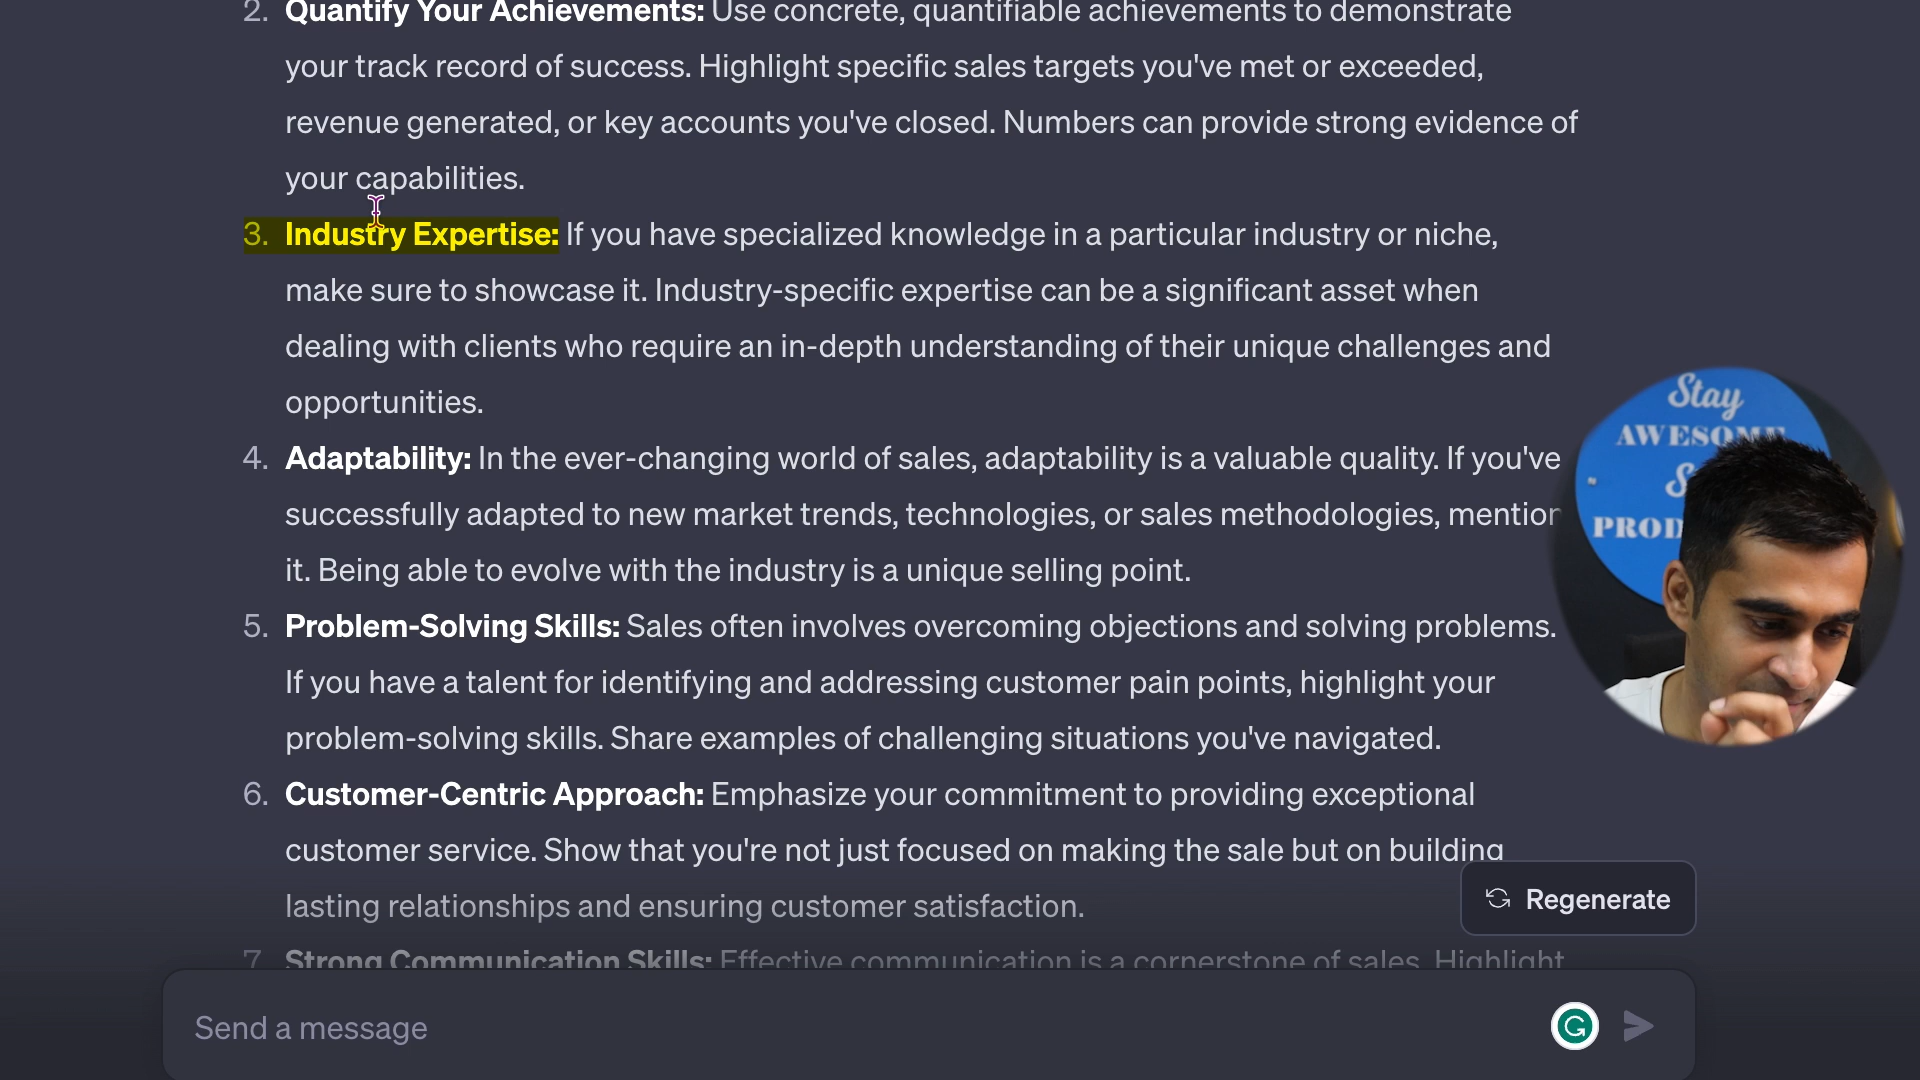 2. Quantify Your Achievements: Use concrete, quantifiable achievements to demonstrate
your track record of success. Highlight specific sales targets you've met or exceeded,
revenue generated, or key accounts you've closed. Numbers can provide strong evidence of
your capabilities.
3. Industry Expertise: If you have specialized knowledge in a particular industry or niche,
make sure to showcase it. Industry-specific expertise can be a significant asset when
dealing with clients who require an in-depth understanding of their unique challenges and
opportunities.
4. Adaptability: In the ever-changing world of sales, adaptability is a valuable quality. If you've
successfully adapted to new market trends, technologies, or sales methodologies, mention
it. Being able to evolve with the industry is a unique selling point.
5. Problem-Solving Skills: Sales often involves overcoming objections and solving problems.
If you have a talent for identifying and addressing customer pain points, highlight your
problem-solving skills. Share examples of challenging situations you've navigated.
6. Customer-Centric Approach: Emphasize your commitment to providing exceptional
customer service. Show that you're not just focused on making the sale but on building
lasting relationships and ensuring customer satisfaction.
7. Strong Communication Skills: Effective communication is a cornerstone of sales. Highlight
Regenerate
Send a message
Stay
AWESOME